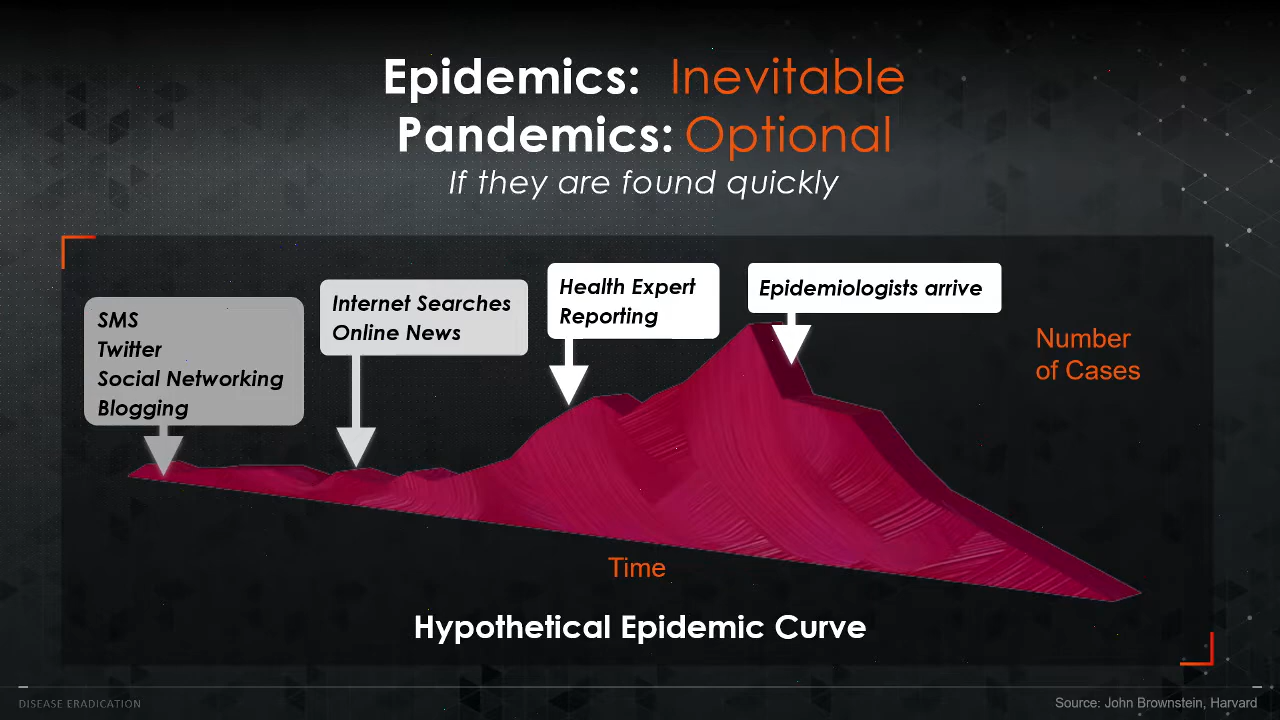 Epidemics: Inevitable
Pandemics: Optional
If they are found quickly
SMS
Twitter
Social Networking
Blogging
Internet Searches
Online News
Health Expert
Reporting
Epidemiologists arrive
Number
of Cases
Time
Hypothetical Epidemic Curve
DISEASE ERADICATION
Source: John Brownstein, Harvard